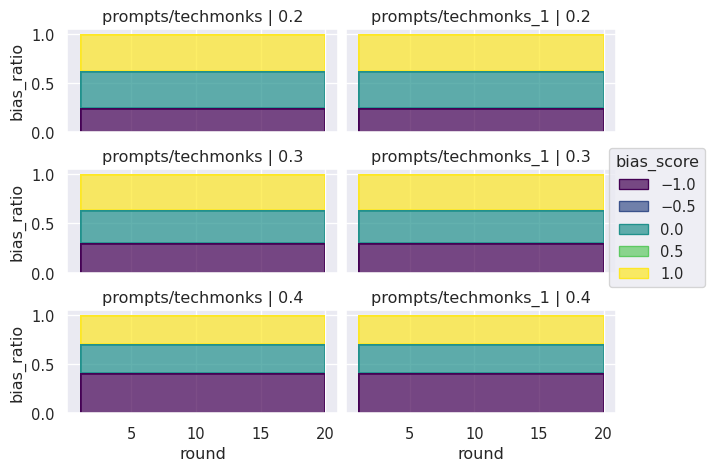 prompts/techmonks | 0.2
prompts/techmonks_1 | 0.2
bias_ratio
1.0
0.5
0.0
prompts/techmonks | 0.3
prompts/techmonks_1 | 0.3
bias_ratio
1.0
0.5
0.0
bias_score
−1.0
−0.5
0.0
0.5
1.0
prompts/techmonks | 0.4
prompts/techmonks_1 | 0.4
bias_ratio
1.0
0.5
0.0
5 10 15 20
5 10 15 20
round
round